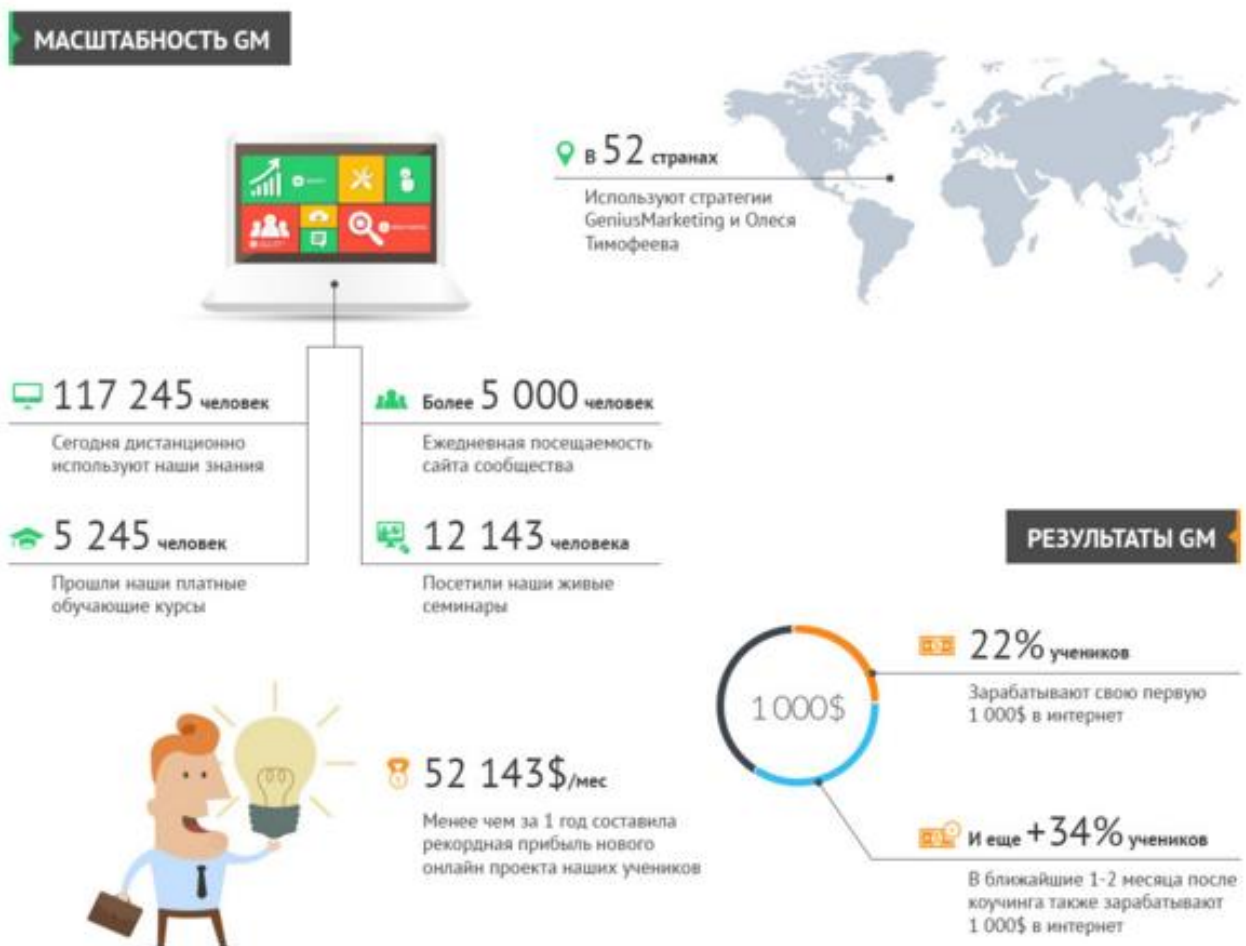 МАСШТАБНОСТЬ GM
В 52 странах
Используют стратегии
GeniusMarketing и Олеся
Тимофеева
117 245 человек
Сегодня дистанционно
используют наши знания
Более 5 000 человек
Ежедневная посещаемость
сайта сообщества
5 245 человек
Прошли наши платные
обучающие курсы
12 143 человека
Посетили наши живые
семинары
РЕЗУЛЬТАТЫ GM
1 000$
22% учеников
Зарабатывают свою первую
1 000$ в интернет
52 143$/мес
Менее чем за 1 год составила
рекордная прибыль нового
онлайн проекта наших учеников
И еще +34% учеников
В ближайшие 1-2 месяца после
коучинга также зарабатывают
1 000$ в интернет